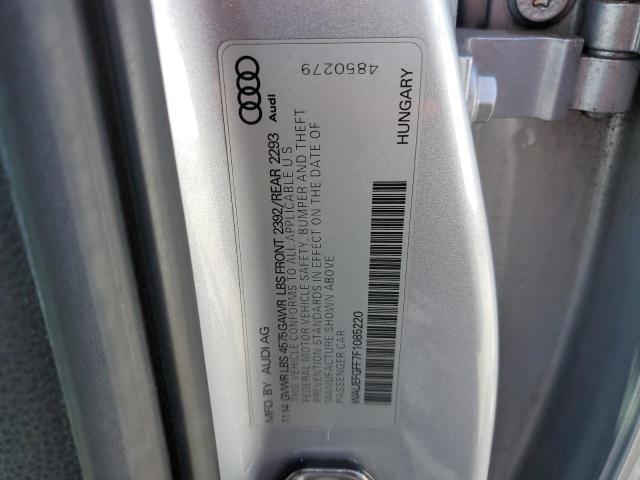 MFD. BY AUDI AG
11 14 GVWR LBS 4575 GAWR LBS FRONT 2392/REAR 2293
THIS VEHICLE CONFORMS TO ALL APPLICABLE U S
FEDERAL MOTOR VEHICLE SAFETY, BUMPER AND THEFT
PREVENTION STANDARDS IN EFFECT ON THE DATE OF
MANUFACTURE SHOWN ABOVE
PASSENGER CAR
WAUEFGFF7F1085220
Audi
4850279
HUNGARY